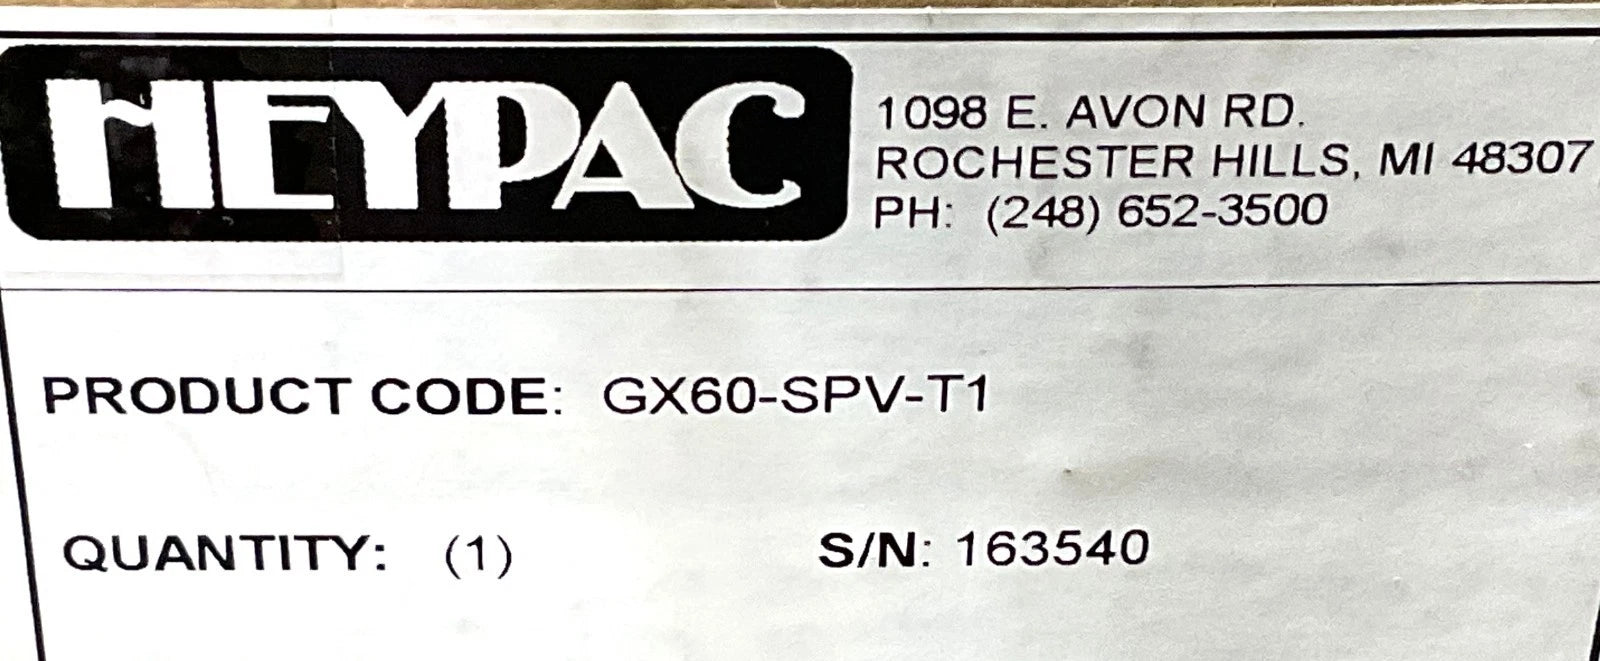 HEYPAC
1098 E. AVON RD.
ROCHESTER HILLS, MI 48307
PH: (248) 652-3500
PRODUCT CODE: GX60-SPV-T1
QUANTITY: (1) S/N: 163540